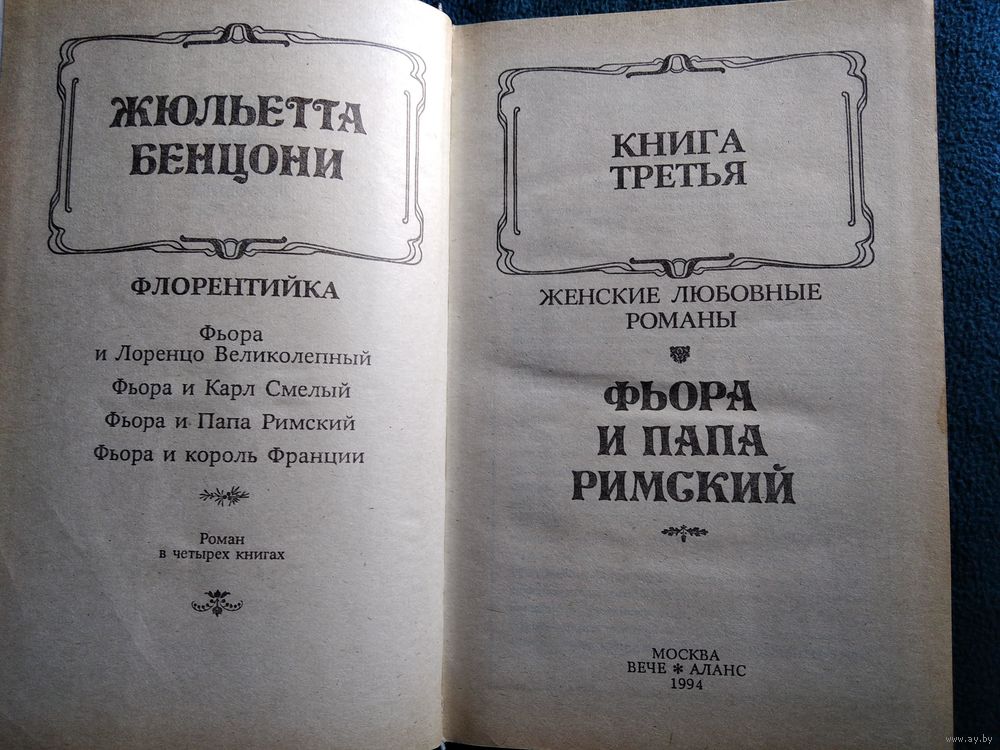 ЖЮЛЬЕТТА
БЕНЦОНИ
ФЛОРЕНТИЙКА
Фьора
и Лоренцо Великолепный
Фьора и Карл Смелый
Фьора и Папа Римский
Фьора и король Франции
Роман
в четырех книгах
КНИГА
ТРЕТЬЯ
ЖЕНСКИЕ ЛЮБОВНЫЕ
РОМАНЫ
ФЬОРА
И ПАПА
РИМСКИЙ
МОСКВА
ВЕЧЕ * АЛАНС
1994
www.ay.by